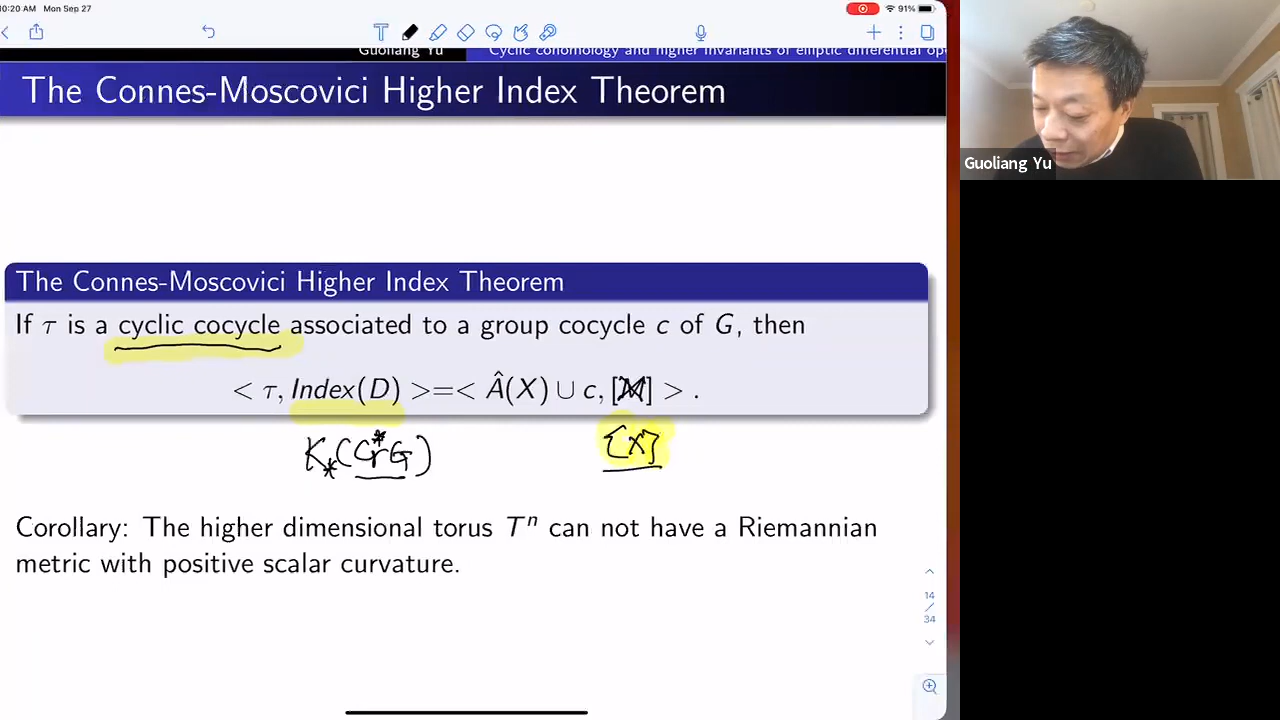 10:20 AM Mon Sep 27
91%
T
Guoliang Yu Cyclic cohomology and higher invariants of elliptic differential ope
The Connes-Moscovici Higher Index Theorem
Guoliang Yu
The Connes-Moscovici Higher Index Theorem
If τ is a cyclic cocycle associated to a group cocycle c of G, then
< τ, Index(D) >=< Â(X) ∪ c, [M] > .
K_*(C_r^*G) [X]
Corollary: The higher dimensional torus T^n can not have a Riemannian
metric with positive scalar curvature.
14
/
34